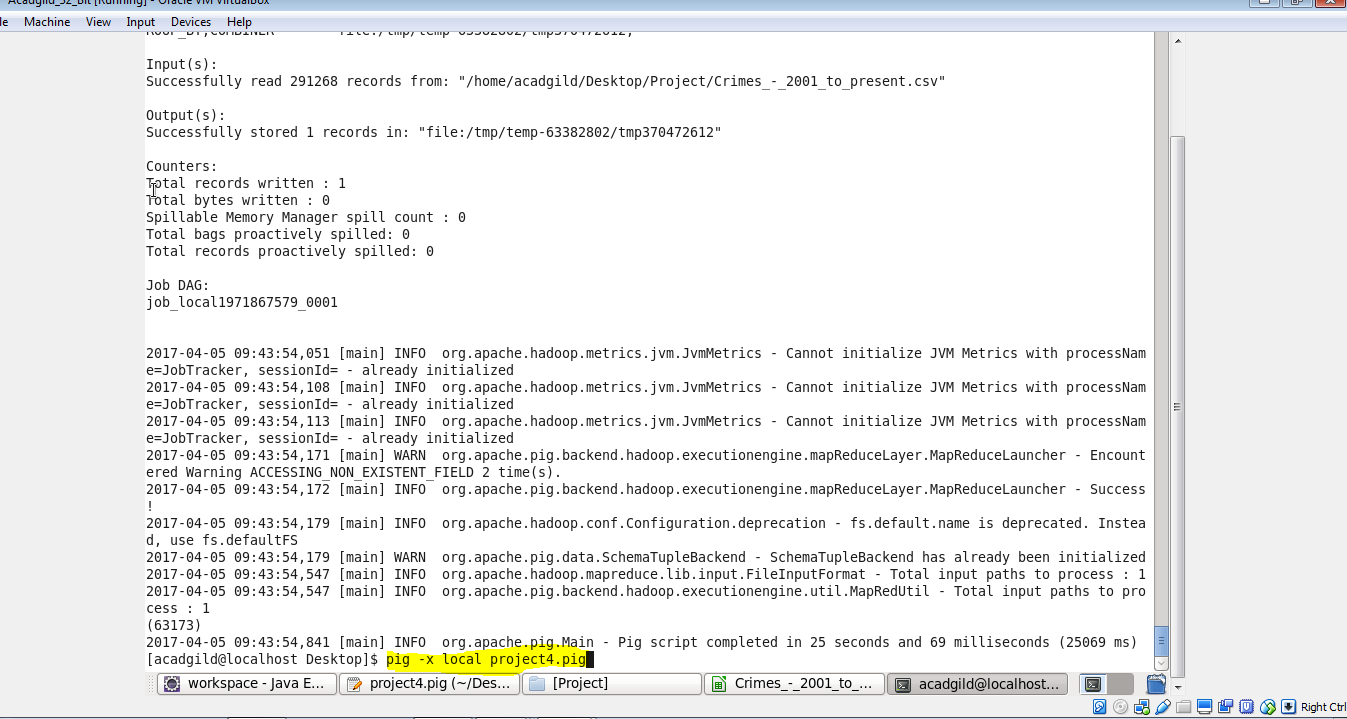 Acadgild_32_Bit [Running] - Oracle VM VirtualBox
le Machine View Input Devices Help
file:/tmp/temp-63382802/tmp370472612,
Input(s):
Successfully read 291268 records from: "/home/acadgild/Desktop/Project/Crimes_-_2001_to_present.csv"
Output(s):
Successfully stored 1 records in: "file:/tmp/temp-63382802/tmp370472612"
Counters:
Total records written : 1
Total bytes written : 0
Spillable Memory Manager spill count : 0
Total bags proactively spilled: 0
Total records proactively spilled: 0
Job DAG:
job_local1971867579_0001
2017-04-05 09:43:54,051 [main] INFO  org.apache.hadoop.metrics.jvm.JvmMetrics - Cannot initialize JVM Metrics with processNam
e=JobTracker, sessionId= - already initialized
2017-04-05 09:43:54,108 [main] INFO  org.apache.hadoop.metrics.jvm.JvmMetrics - Cannot initialize JVM Metrics with processNam
e=JobTracker, sessionId= - already initialized
2017-04-05 09:43:54,113 [main] INFO  org.apache.hadoop.metrics.jvm.JvmMetrics - Cannot initialize JVM Metrics with processNam
e=JobTracker, sessionId= - already initialized
2017-04-05 09:43:54,171 [main] WARN  org.apache.pig.backend.hadoop.executionengine.mapReduceLayer.MapReduceLauncher - Encount
ered Warning ACCESSING_NON_EXISTENT_FIELD 2 time(s).
2017-04-05 09:43:54,172 [main] INFO  org.apache.pig.backend.hadoop.executionengine.mapReduceLayer.MapReduceLauncher - Success
!
2017-04-05 09:43:54,179 [main] INFO  org.apache.hadoop.conf.Configuration.deprecation - fs.default.name is deprecated. Instea
d, use fs.defaultFS
2017-04-05 09:43:54,179 [main] WARN  org.apache.pig.data.SchemaTupleBackend - SchemaTupleBackend has already been initialized
2017-04-05 09:43:54,547 [main] INFO  org.apache.hadoop.mapreduce.lib.input.FileInputFormat - Total input paths to process : 1
2017-04-05 09:43:54,547 [main] INFO  org.apache.pig.backend.hadoop.executionengine.util.MapRedUtil - Total input paths to pro
cess : 1
(63173)
2017-04-05 09:43:54,841 [main] INFO  org.apache.pig.Main - Pig script completed in 25 seconds and 69 milliseconds (25069 ms)
[acadgild@localhost Desktop]$ pig -x local project4.pig
workspace - Java E... project4.pig (~/Des... [Project] Crimes_-_2001_to_... acadgild@localhost...
Right Ctrl